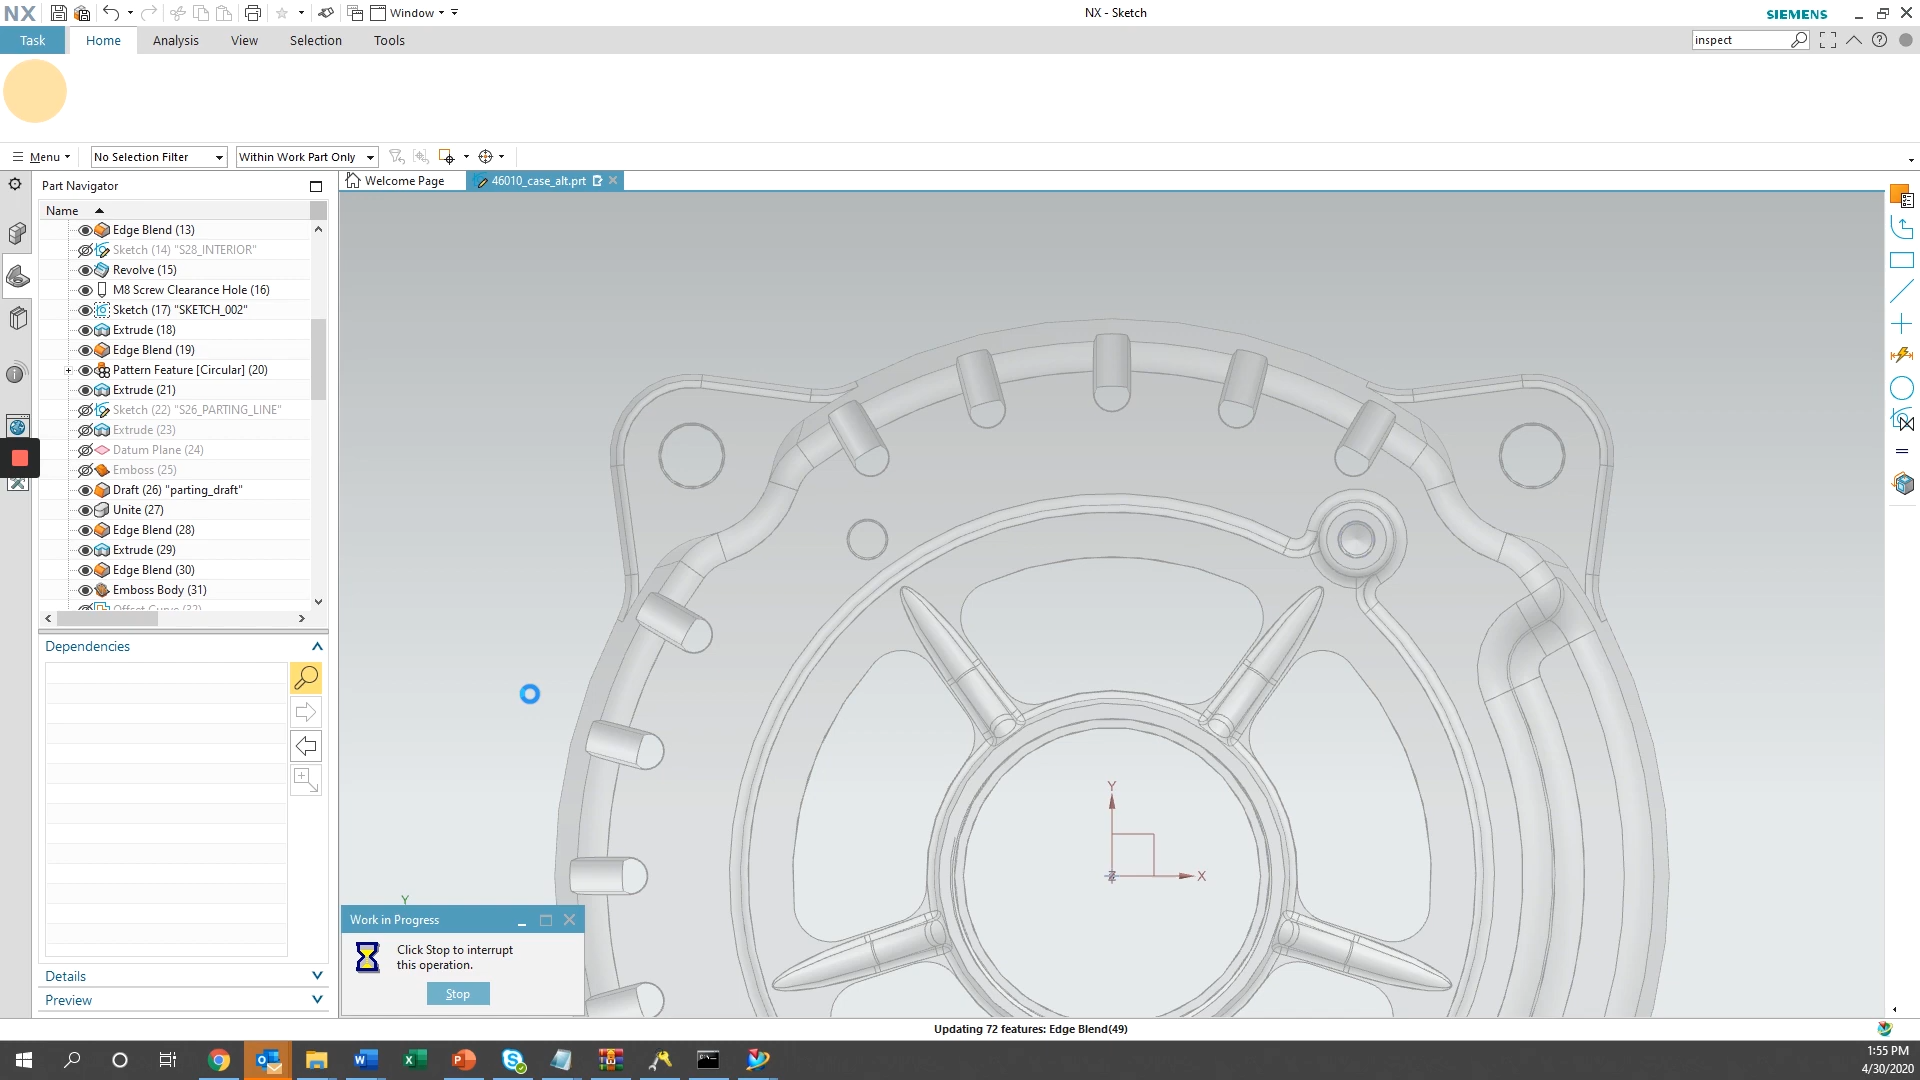 NX
Window
NX - Sketch
SIEMENS
Task
Home
Analysis
View
Selection
Tools
inspect
Menu
No Selection Filter
Within Work Part Only
Part Navigator
Welcome Page
46010_case_alt.prt
Name
Edge Blend (13)
Sketch (14) "S28_INTERIOR"
Revolve (15)
M8 Screw Clearance Hole (16)
Sketch (17) "SKETCH_002"
Extrude (18)
Edge Blend (19)
Pattern Feature [Circular] (20)
Extrude (21)
Sketch (22) "S26_PARTING_LINE"
Extrude (23)
Datum Plane (24)
Emboss (25)
Draft (26) "parting_draft"
Unite (27)
Edge Blend (28)
Extrude (29)
Edge Blend (30)
Emboss Body (31)
Offset Curve (32)
Dependencies
Y
X
Z
Y
Work in Progress
Click Stop to interrupt
this operation.
Stop
Details
Preview
Updating 72 features: Edge Blend(49)
1:55 PM
4/30/2020